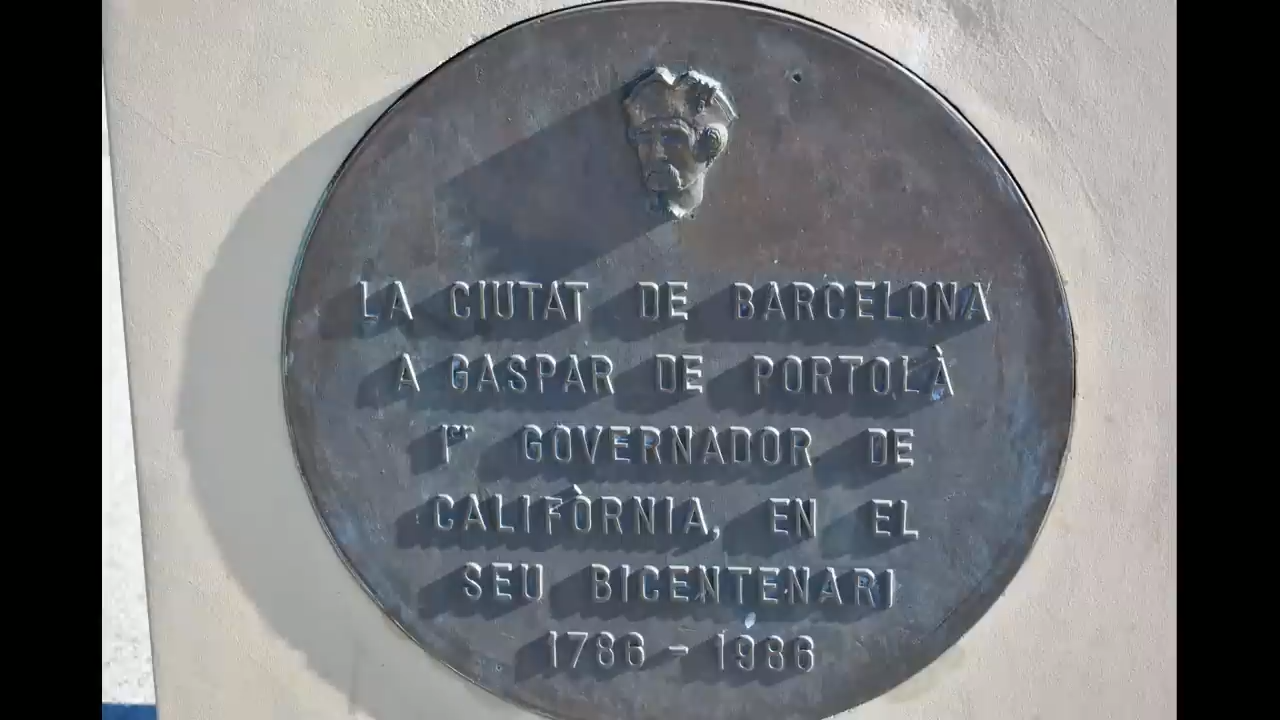 LA CIUTAT DE BARCELONA
A GASPAR DE PORTOLÀ
1er GOVERNADOR DE
CALIFÒRNIA, EN EL
SEU BICENTENARI
1786 - 1986